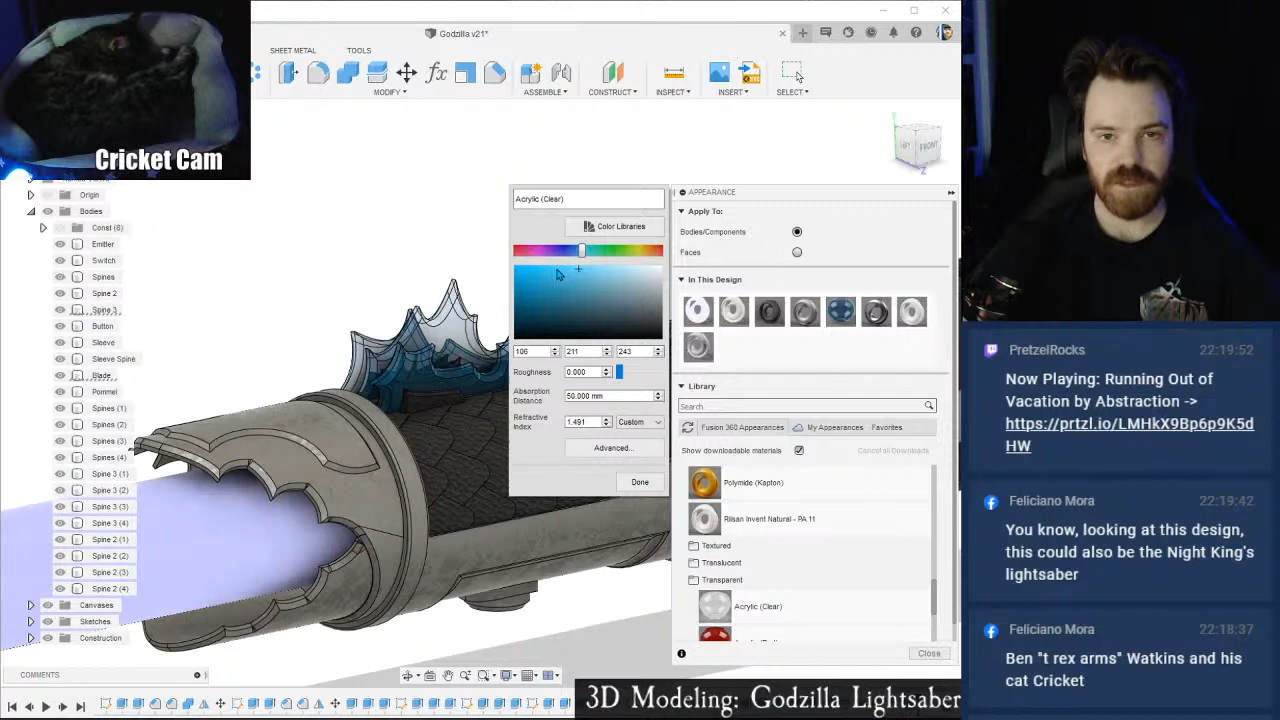 Godzilla v21*
SHEET METAL
TOOLS
MODIFY
ASSEMBLE
CONSTRUCT
INSPECT
INSERT
SELECT
LEFT
FRONT
Z
Cricket Cam
Origin
Bodies
Const (6)
Emitter
Switch
Spines
Spine 2
Spine 3
Button
Sleeve
Sleeve Spine
Blade
Pommel
Spines (1)
Spines (2)
Spines (3)
Spines (4)
Spine 3 (1)
Spine 3 (2)
Spine 3 (3)
Spine 3 (4)
Spine 2 (1)
Spine 2 (2)
Spine 2 (3)
Spine 2 (4)
Canvases
Sketches
Construction
COMMENTS
Acrylic (Clear)
Color Libraries
106
211
243
Roughness
0.000
Absorption
Distance
50.000 mm
Refractive
Index
1.491
Custom
Advanced...
Done
APPEARANCE
Apply To:
Bodies/Components
Faces
In This Design
Library
Search
Fusion 360 Appearances
My Appearances
Favorites
Show downloadable materials
Cancel all Downloads
Polymide (Kapton)
Rilsan Invent Natural - PA 11
Textured
Translucent
Transparent
Acrylic (Clear)
Close
PretzelRocks
22:19:52
Now Playing: Running Out of
Vacation by Abstraction ->
https://prtzl.io/LMHkX9Bp6p9K5d
HW
Feliciano Mora
22:19:42
You know, looking at this design,
this could also be the Night King's
lightsaber
Feliciano Mora
22:18:37
Ben "t rex arms" Watkins and his
cat Cricket
3D Modeling: Godzilla Lightsaber